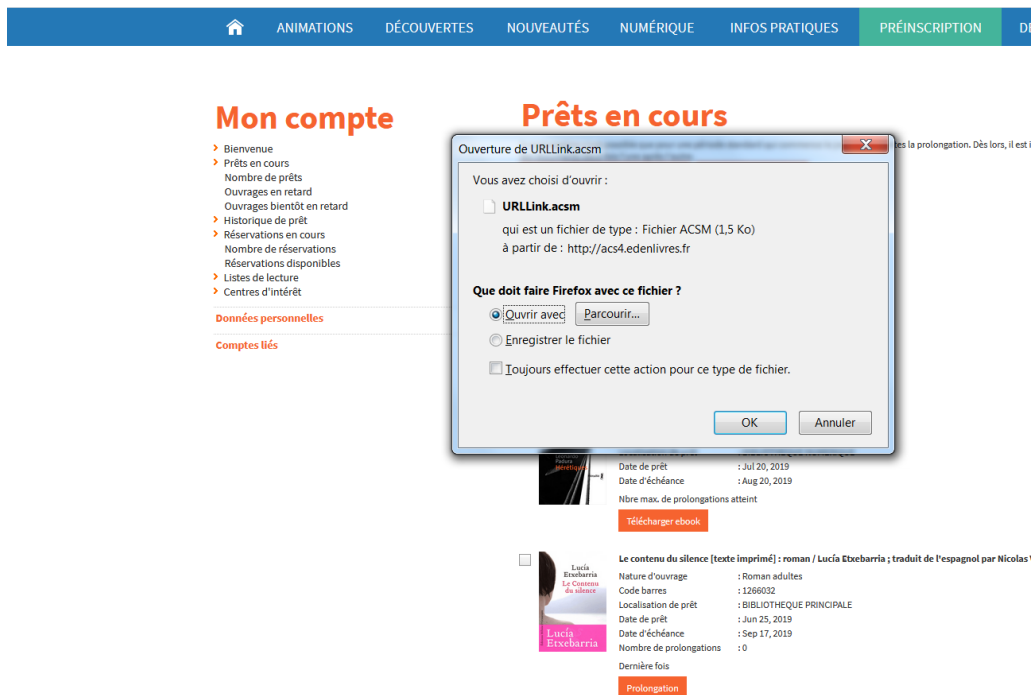 ANIMATIONS DÉCOUVERTES NOUVEAUTÉS NUMÉRIQUE INFOS PRATIQUES PRÉINSCRIPTION
Mon compte
Bienvenue
Prêts en cours
Nombre de prêts
Ouvrages en retard
Ouvrages bientôt en retard
Historique de prêt
Réservations en cours
Nombre de réservations
Réservations disponibles
Listes de lecture
Centres d'intérêt
Données personnelles
Comptes liés
Prêts en cours
la prolongation. Dès lors, il est
Ouverture de URLLink.acsm
Vous avez choisi d'ouvrir :
URLLink.acsm
qui est un fichier de type : Fichier ACSM (1,5 Ko)
à partir de : http://acs4.edenlivres.fr
Que doit faire Firefox avec ce fichier ?
Ouvrir avec Parcourir...
Enregistrer le fichier
Toujours effectuer cette action pour ce type de fichier.
OK Annuler
Padura
Hérétiques
Date de prêt : Jul 20, 2019
Date d'échéance : Aug 20, 2019
Nbre max. de prolongations atteint
Télécharger ebook
Lucía
Etxebarria
Le Contenu
du silence
Lucía
Etxebarria
Le contenu du silence [texte imprimé] : roman / Lucía Etxebarria ; traduit de l'espagnol par Nicolas
Nature d'ouvrage : Roman adultes
Code barres : 1266032
Localisation de prêt : BIBLIOTHEQUE PRINCIPALE
Date de prêt : Jun 25, 2019
Date d'échéance : Sep 17, 2019
Nombre de prolongations : 0
Dernière fois
Prolongation